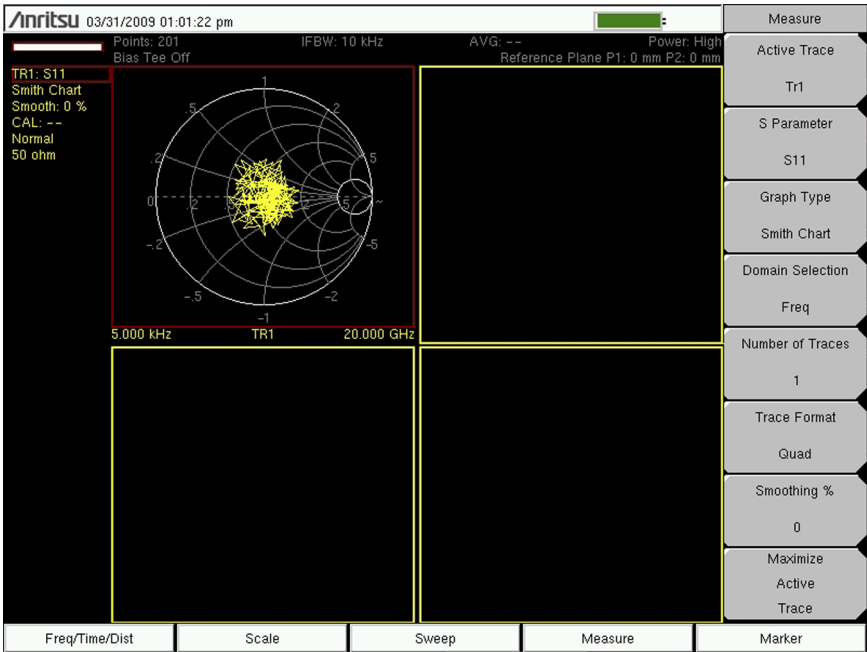 Anritsu 03/31/2009 01:01:22 pm
Points: 201 IFBW: 10 kHz AVG: -- Power: High
Bias Tee Off Reference Plane P1: 0 mm P2: 0 mm
TR1: S11
Smith Chart
Smooth: 0 %
CAL: --
Normal
50 ohm
1
.5 2
.2 5
0 .2 5 ~
-.2 -5
-.5 -2
-1
5.000 kHz TR1 20.000 GHz
Measure
Active Trace
Tr1
S Parameter
S11
Graph Type
Smith Chart
Domain Selection
Freq
Number of Traces
1
Trace Format
Quad
Smoothing %
0
Maximize
Active
Trace
Freq/Time/Dist Scale Sweep Measure Marker